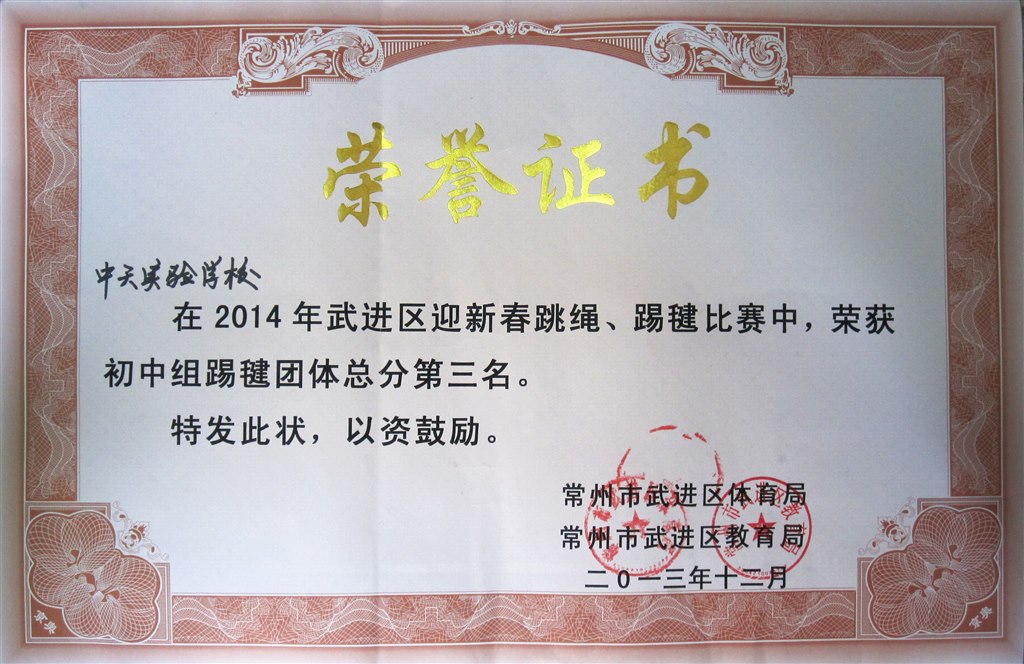 荣誉证书
中天实验学校
在2014年武进区迎新春跳绳、踢毽比赛中，荣获
初中组踢毽团体总分第三名。
特发此状，以资鼓励。
常州市武进区体育局
常州市武进区教育局
二0一三年十二月